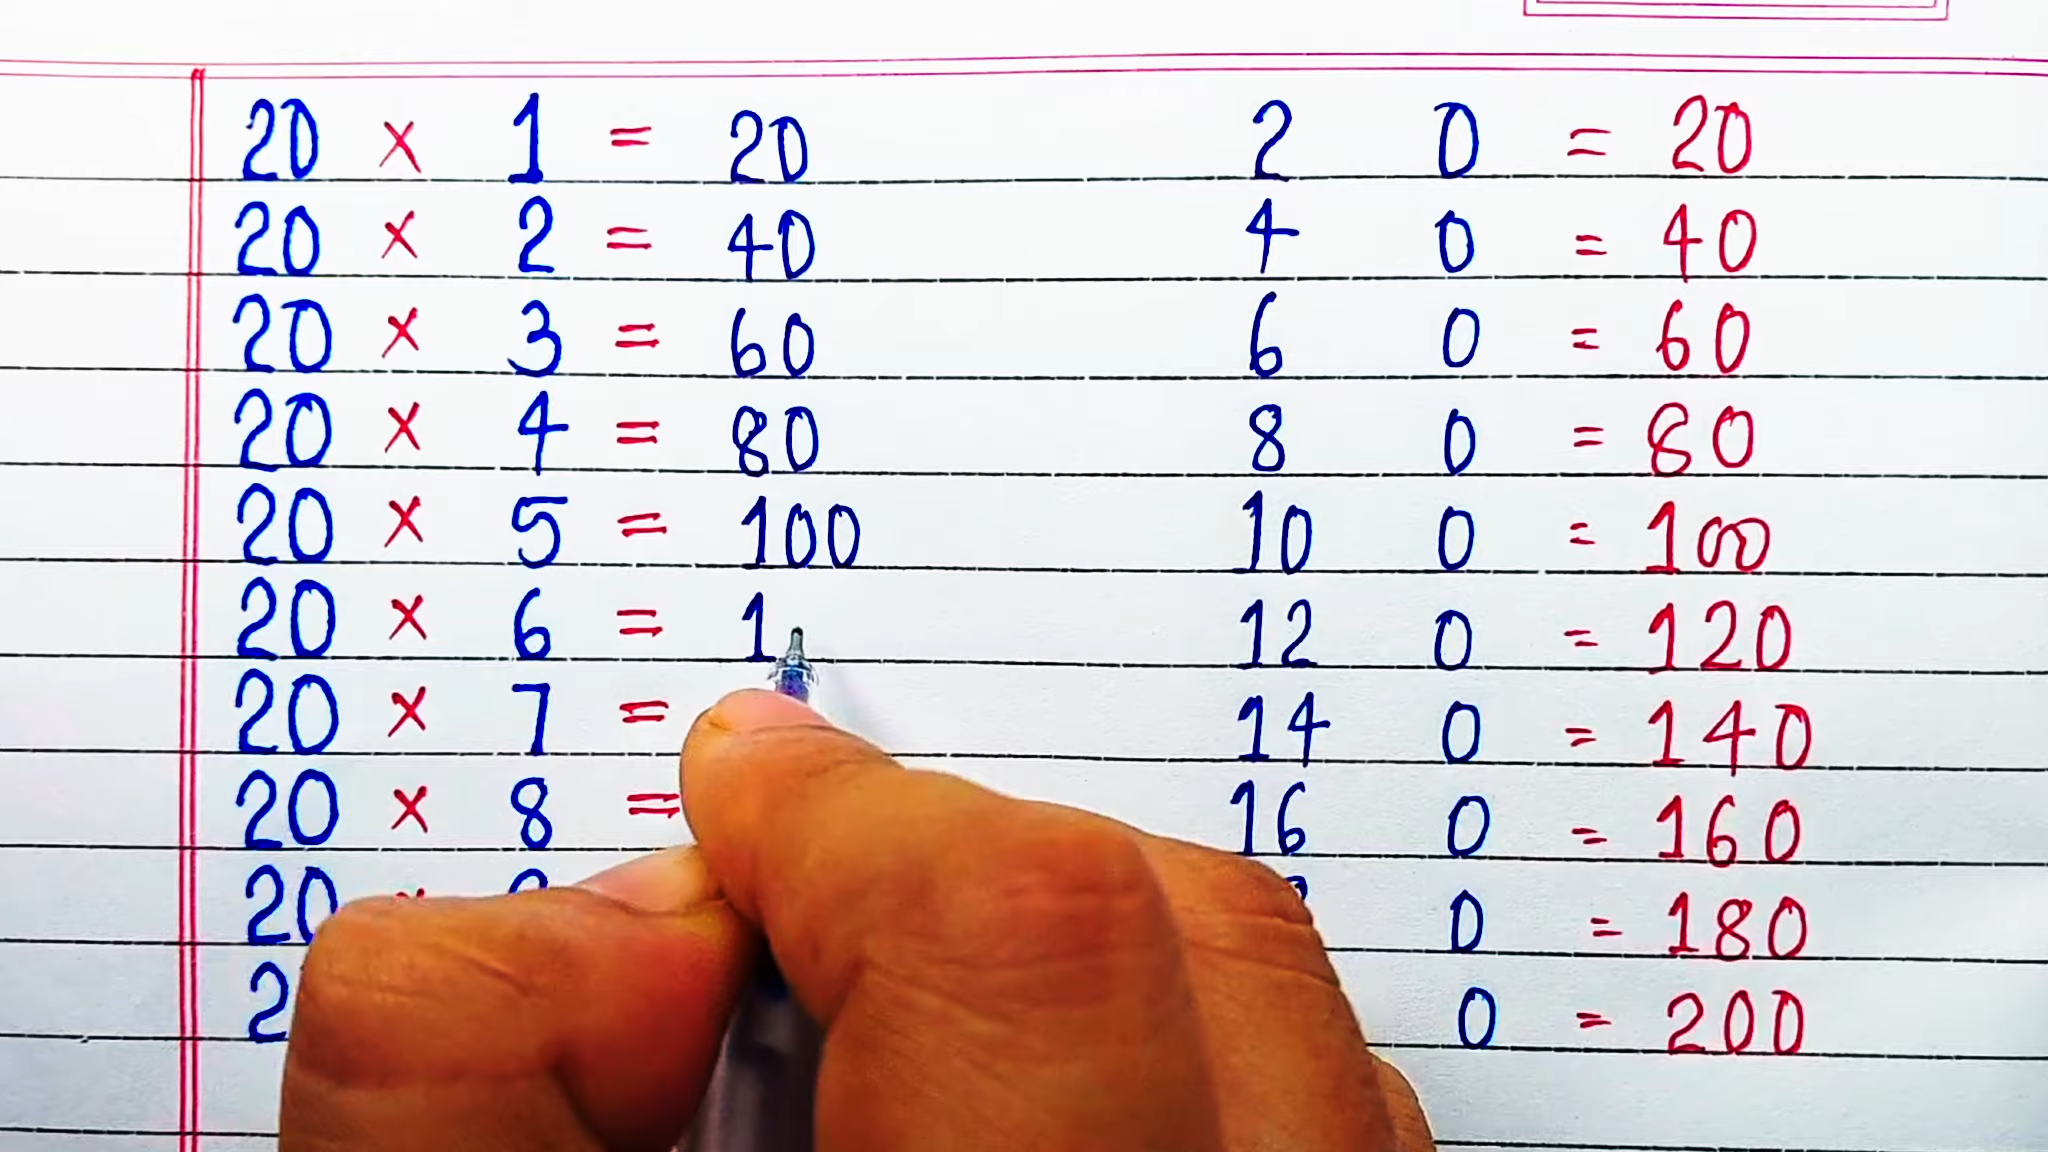 20 × 1 = 20 2 0 = 20
20 × 2 = 40 4 0 = 40
20 × 3 = 60 6 0 = 60
20 × 4 = 80 8 0 = 80
20 × 5 = 100 10 0 = 100
20 × 6 = 1 12 0 = 120
20 × 7 = 14 0 = 140
20 × 8 = 16 0 = 160
20 0 = 180
2 0 = 200